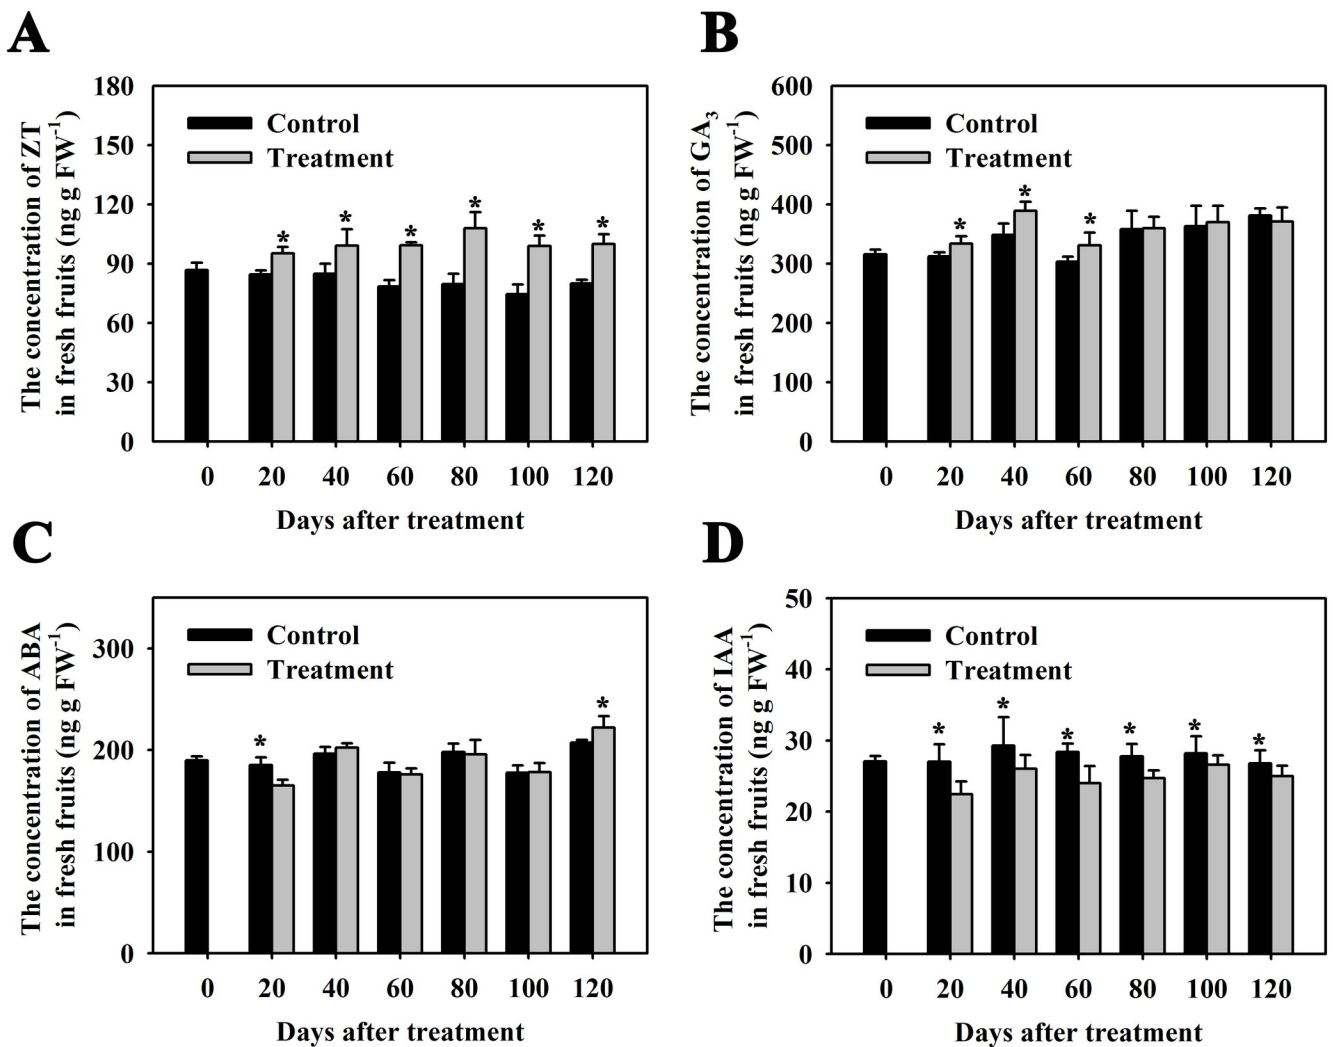 A
The concentration of ZT
in fresh fruits (ng g FW⁻¹)
180
150
120
90
60
30
0
Control
Treatment
*
*
*
*
*
*
0 20 40 60 80 100 120
Days after treatment
B
The concentration of GA₃
in fresh fruits (ng g FW⁻¹)
600
500
400
300
200
100
0
Control
Treatment
*
*
*
0 20 40 60 80 100 120
Days after treatment
C
The concentration of ABA
in fresh fruits (ng g FW⁻¹)
300
200
100
0
Control
Treatment
*
*
0 20 40 60 80 100 120
Days after treatment
D
The concentration of IAA
in fresh fruits (ng g FW⁻¹)
50
40
30
20
10
0
Control
Treatment
*
*
*
*
*
*
0 20 40 60 80 100 120
Days after treatment